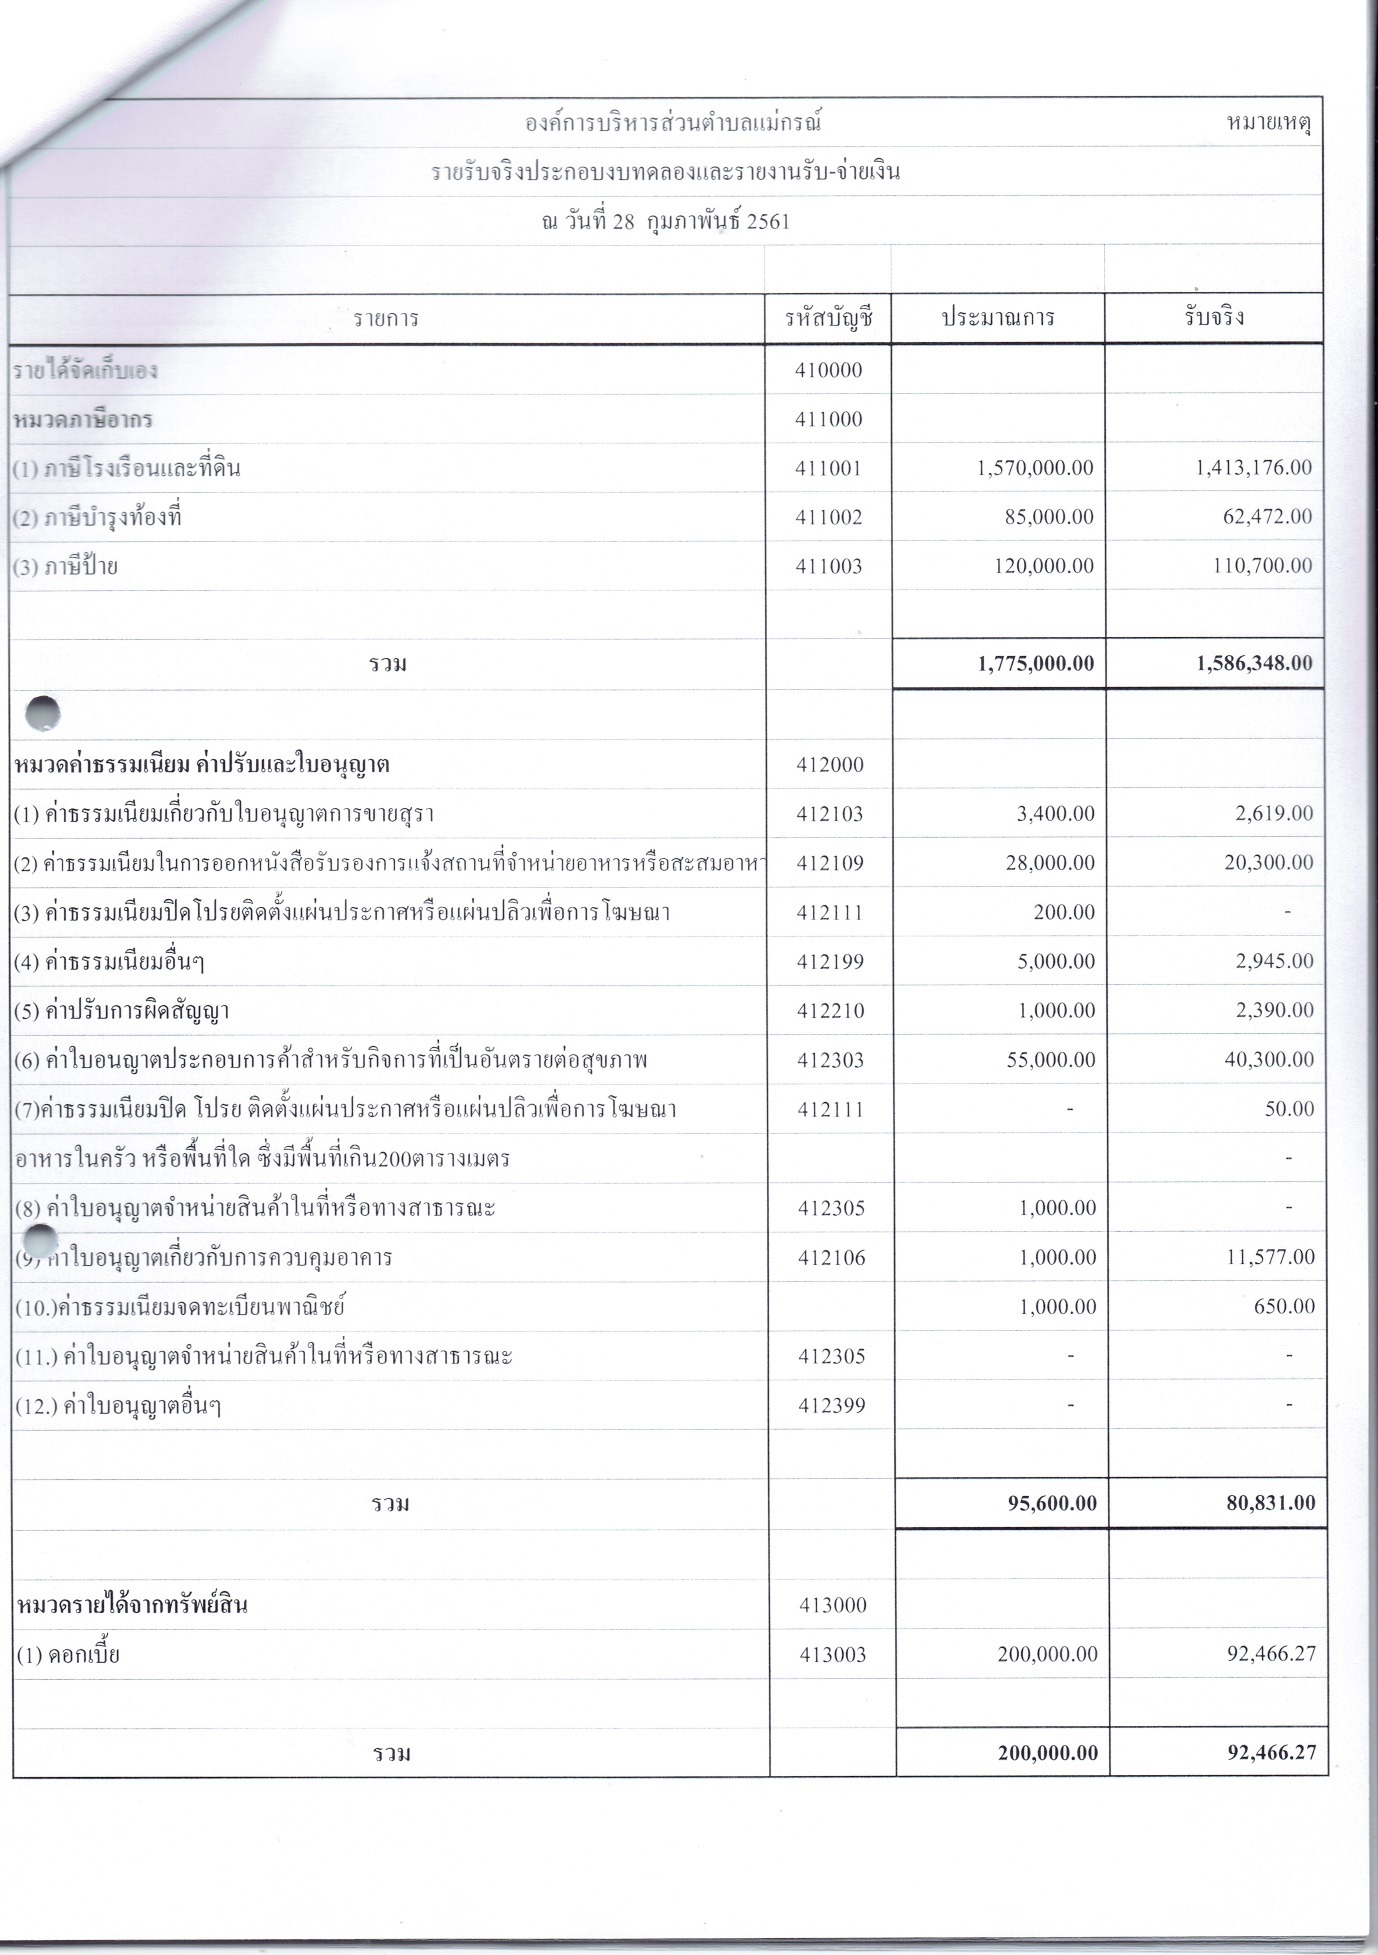 องค์การบริหารส่วนตำบลแม่กรณ์ หมายเหตุ
รายรับจริงประกอบงบทดลองและรายงานรับ-จ่ายเงิน
ณ วันที่ 28 กุมภาพันธ์ 2561
รายการ รหัสบัญชี ประมาณการ รับจริง
รายได้จัดเก็บเอง 410000
หมวดภาษีอากร 411000
(1) ภาษีโรงเรือนและที่ดิน 411001 1,570,000.00 1,413,176.00
(2) ภาษีบำรุงท้องที่ 411002 85,000.00 62,472.00
(3) ภาษีป้าย 411003 120,000.00 110,700.00
รวม 1,775,000.00 1,586,348.00
หมวดค่าธรรมเนียม ค่าปรับและใบอนุญาต 412000
(1) ค่าธรรมเนียมเกี่ยวกับใบอนุญาตการขายสุรา 412103 3,400.00 2,619.00
(2) ค่าธรรมเนียมในการออกหนังสือรับรองการแจ้งสถานที่จำหน่ายอาหารหรือสะสมอาหา 412109 28,000.00 20,300.00
(3) ค่าธรรมเนียมปิดโปรยติดตั้งแผ่นประกาศหรือแผ่นปลิวเพื่อการโฆษณา 412111 200.00 -
(4) ค่าธรรมเนียมอื่นๆ 412199 5,000.00 2,945.00
(5) ค่าปรับการผิดสัญญา 412210 1,000.00 2,390.00
(6) ค่าใบอนญาตประกอบการค้าสำหรับกิจการที่เป็นอันตรายต่อสุขภาพ 412303 55,000.00 40,300.00
(7)ค่าธรรมเนียมปิด โปรย ติดตั้งแผ่นประกาศหรือแผ่นปลิวเพื่อการโฆษณา 412111 - 50.00
อาหารในครัว หรือพื้นที่ใด ซึ่งมีพื้นที่เกิน200ตารางเมตร -
(8) ค่าใบอนุญาตจำหน่ายสินค้าในที่หรือทางสาธารณะ 412305 1,000.00 -
(9) ค่าใบอนุญาตเกี่ยวกับการควบคุมอาคาร 412106 1,000.00 11,577.00
(10.)ค่าธรรมเนียมจดทะเบียนพาณิชย์ 1,000.00 650.00
(11.) ค่าใบอนุญาตจำหน่ายสินค้าในที่หรือทางสาธารณะ 412305 - -
(12.) ค่าใบอนุญาตอื่นๆ 412399 - -
รวม 95,600.00 80,831.00
หมวดรายได้จากทรัพย์สิน 413000
(1) ดอกเบี้ย 413003 200,000.00 92,466.27
รวม 200,000.00 92,466.27